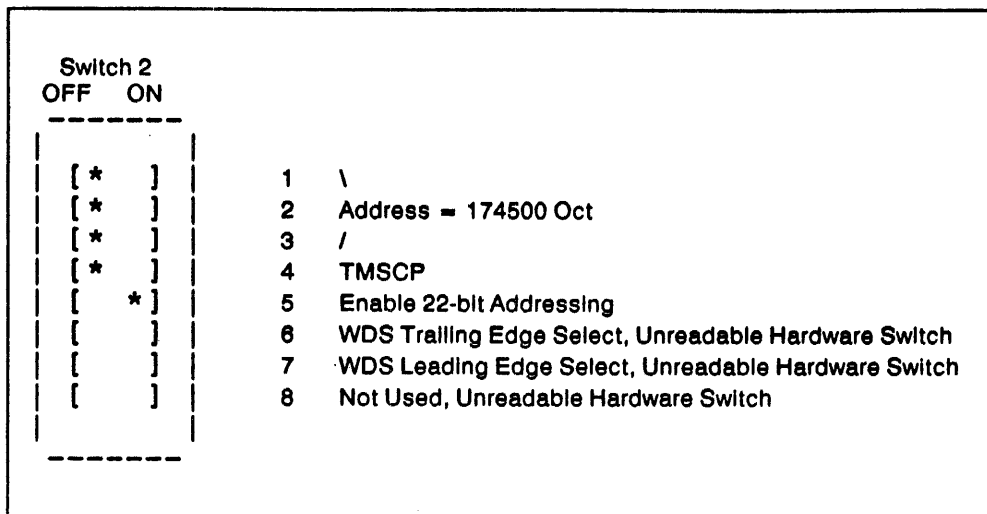 Switch 2
OFF ON
- - - - - - -
| |
| [ * ] | 1 \
| [ * ] | 2 Address = 174500 Oct
| [ * ] | 3 /
| [ * ] | 4 TMSCP
| [ * ] | 5 Enable 22-bit Addressing
| [ ] | 6 WDS Trailing Edge Select, Unreadable Hardware Switch
| [ ] | 7 WDS Leading Edge Select, Unreadable Hardware Switch
| [ ] | 8 Not Used, Unreadable Hardware Switch
| |
- - - - - - -